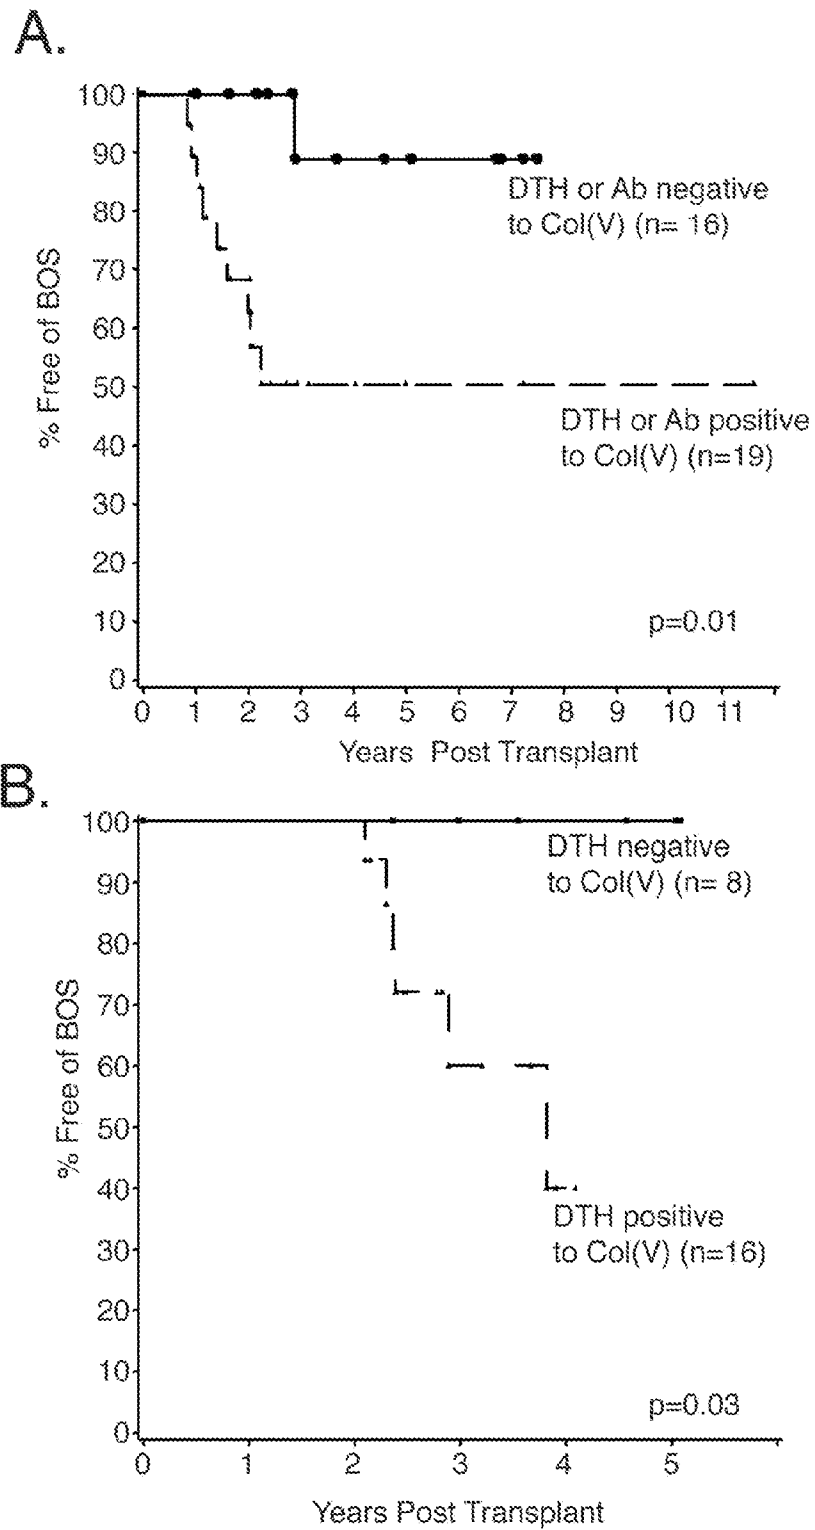 A.
100
90
80
70
60
50
40
30
20
10
0
% Free of BOS
DTH or Ab negative
to Col(V) (n= 16)
DTH or Ab positive
to Col(V) (n=19)
p=0.01
0 1 2 3 4 5 6 7 8 9 10 11
Years Post Transplant
B.
100
90
80
70
60
50
40
30
20
10
0
% Free of BOS
DTH negative
to Col(V) (n= 8)
DTH positive
to Col(V) (n=16)
p=0.03
0 1 2 3 4 5
Years Post Transplant